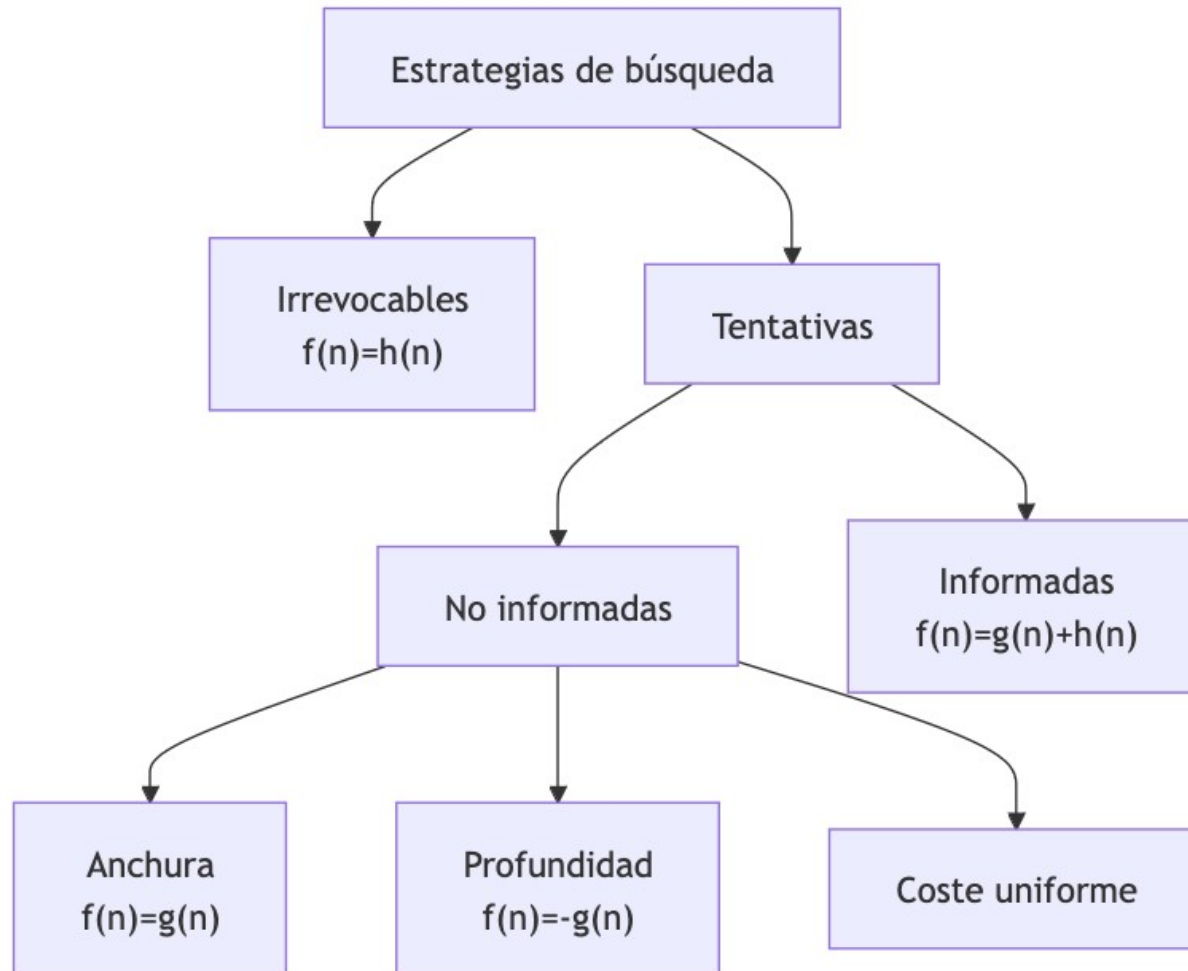 Estrategias de búsqueda
Irrevocables
f(n)=h(n)
Tentativas
No informadas
Informadas
f(n)=g(n)+h(n)
Anchura
f(n)=g(n)
Profundidad
f(n)=-g(n)
Coste uniforme